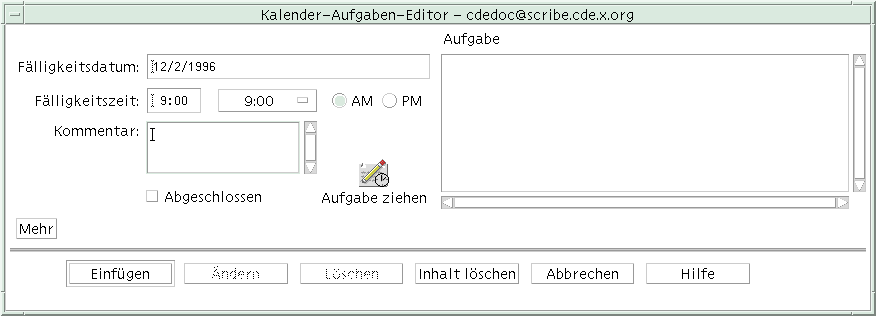 Kalender-Aufgaben-Editor - cdedoc@scribe.cde.x.org
Aufgabe
Fälligkeitsdatum: 12/2/1996
Fälligkeitszeit: 9:00 9:00 AM PM
Kommentar:
Abgeschlossen
Aufgabe ziehen
Mehr
Einfügen Ändern Löschen Inhalt löschen Abbrechen Hilfe